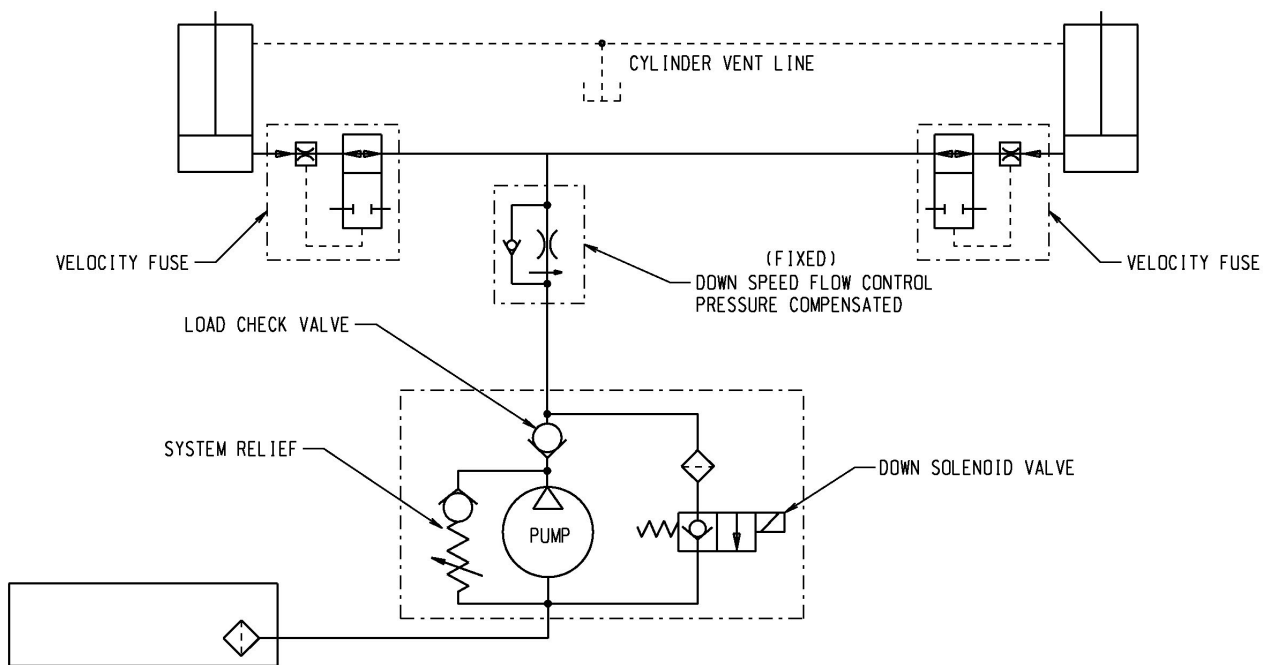 CYLINDER VENT LINE
VELOCITY FUSE
(FIXED)
DOWN SPEED FLOW CONTROL
PRESSURE COMPENSATED
VELOCITY FUSE
LOAD CHECK VALVE
SYSTEM RELIEF
DOWN SOLENOID VALVE
PUMP